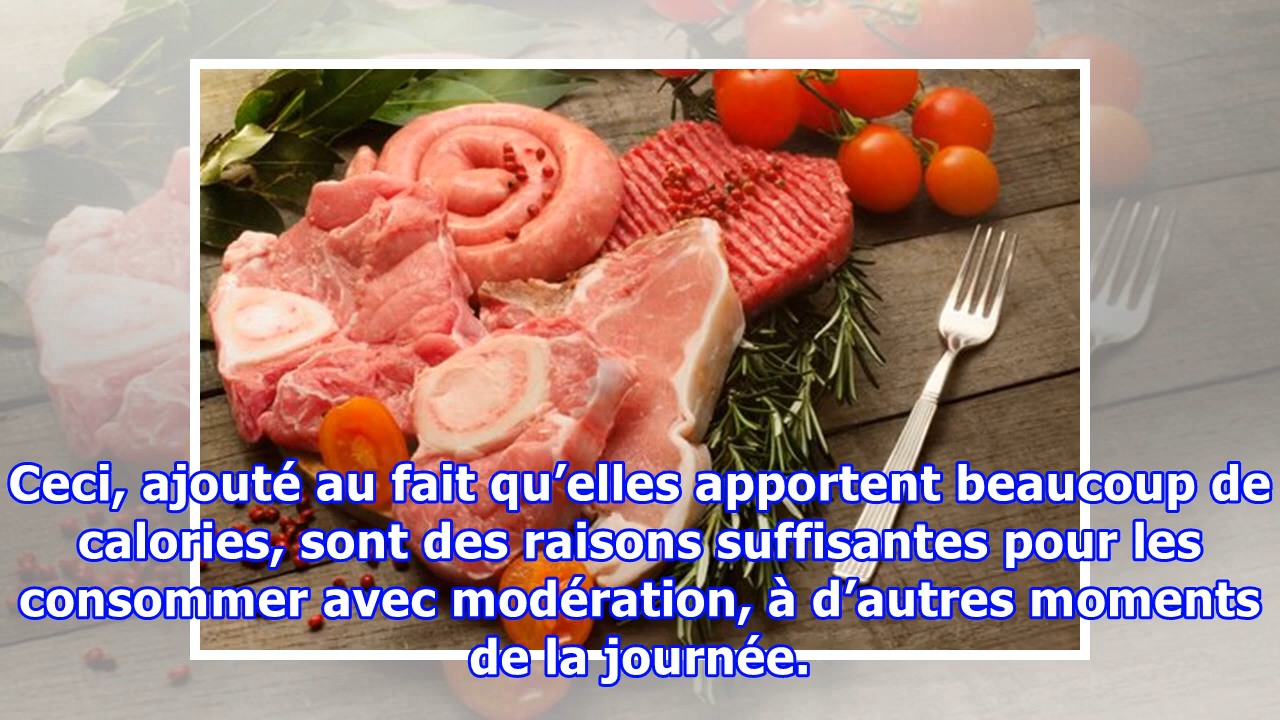 Ceci, ajouté au fait qu’elles apportent beaucoup de
calories, sont des raisons suffisantes pour les
consommer avec modération, à d’autres moments
de la journée.